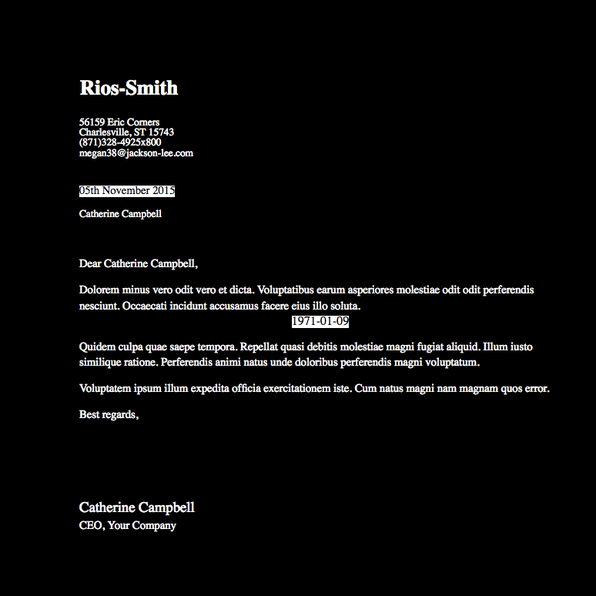 Rios-Smith
56159 Eric Corners
Charlesville, ST 15743
(871)328-4925x800
megan38@jackson-lee.com
05th November 2015
Catherine Campbell
Dear Catherine Campbell,
Dolorem minus vero odit vero et dicta. Voluptatibus earum asperiores molestiae odit odit perferendis
nesciunt. Occaecati incidunt accusamus facere eius illo soluta.
1971-01-09
Quidem culpa quae saepe tempora. Repellat quasi debitis molestiae magni fugiat aliquid. Illum iusto
similique ratione. Perferendis animi natus unde doloribus perferendis magni voluptatum.
Voluptatem ipsum illum expedita officia exercitationem iste. Cum natus magni nam magnam quos error.
Best regards,
Catherine Campbell
CEO, Your Company